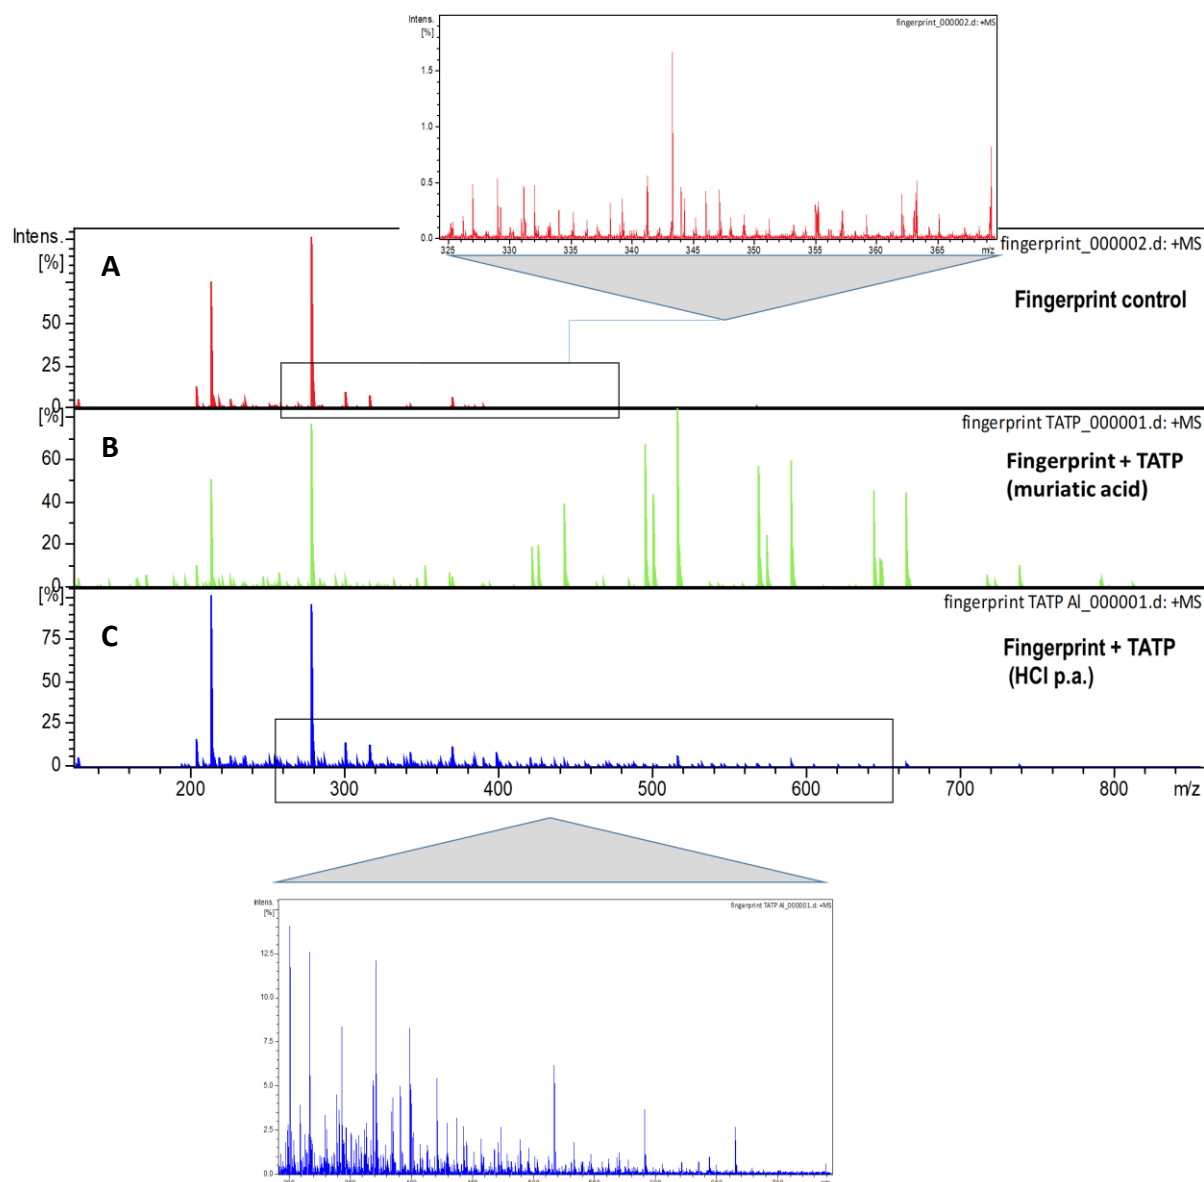 Intens.
[%]
fingerprint_000002.d: +MS
1.5
1.0
0.5
0.0
325 330 335 340 345 350 355 360 365 m/z
Intens.
[%]
A
fingerprint_000002.d: +MS
Fingerprint control
50
25
0
[%]
B
fingerprint TATP_000001.d: +MS
Fingerprint + TATP
(muriatic acid)
60
40
20
0
[%]
C
fingerprint TATP Al_000001.d: +MS
Fingerprint + TATP
(HCl p.a.)
75
50
25
0
200 300 400 500 600 700 800 m/z
Intens.
[%]
fingerprint TATP Al_000001.d: +MS
12.5
10.0
7.5
5.0
2.5
0.0